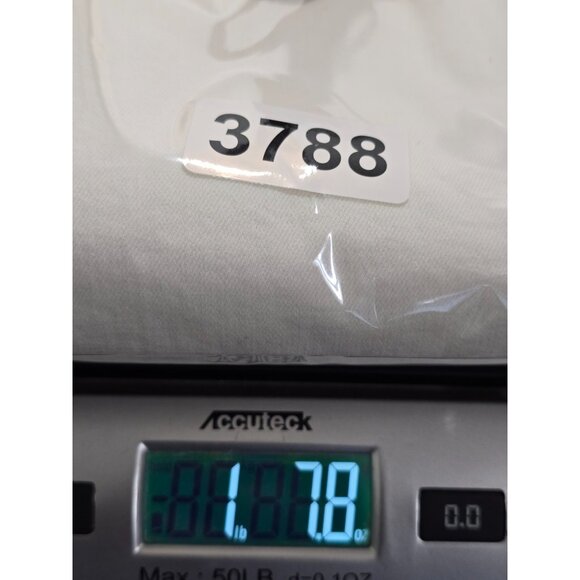 3788
Accuteck
1 lb 7.8 oz
0.0
Max : 50LB d=0.1OZ